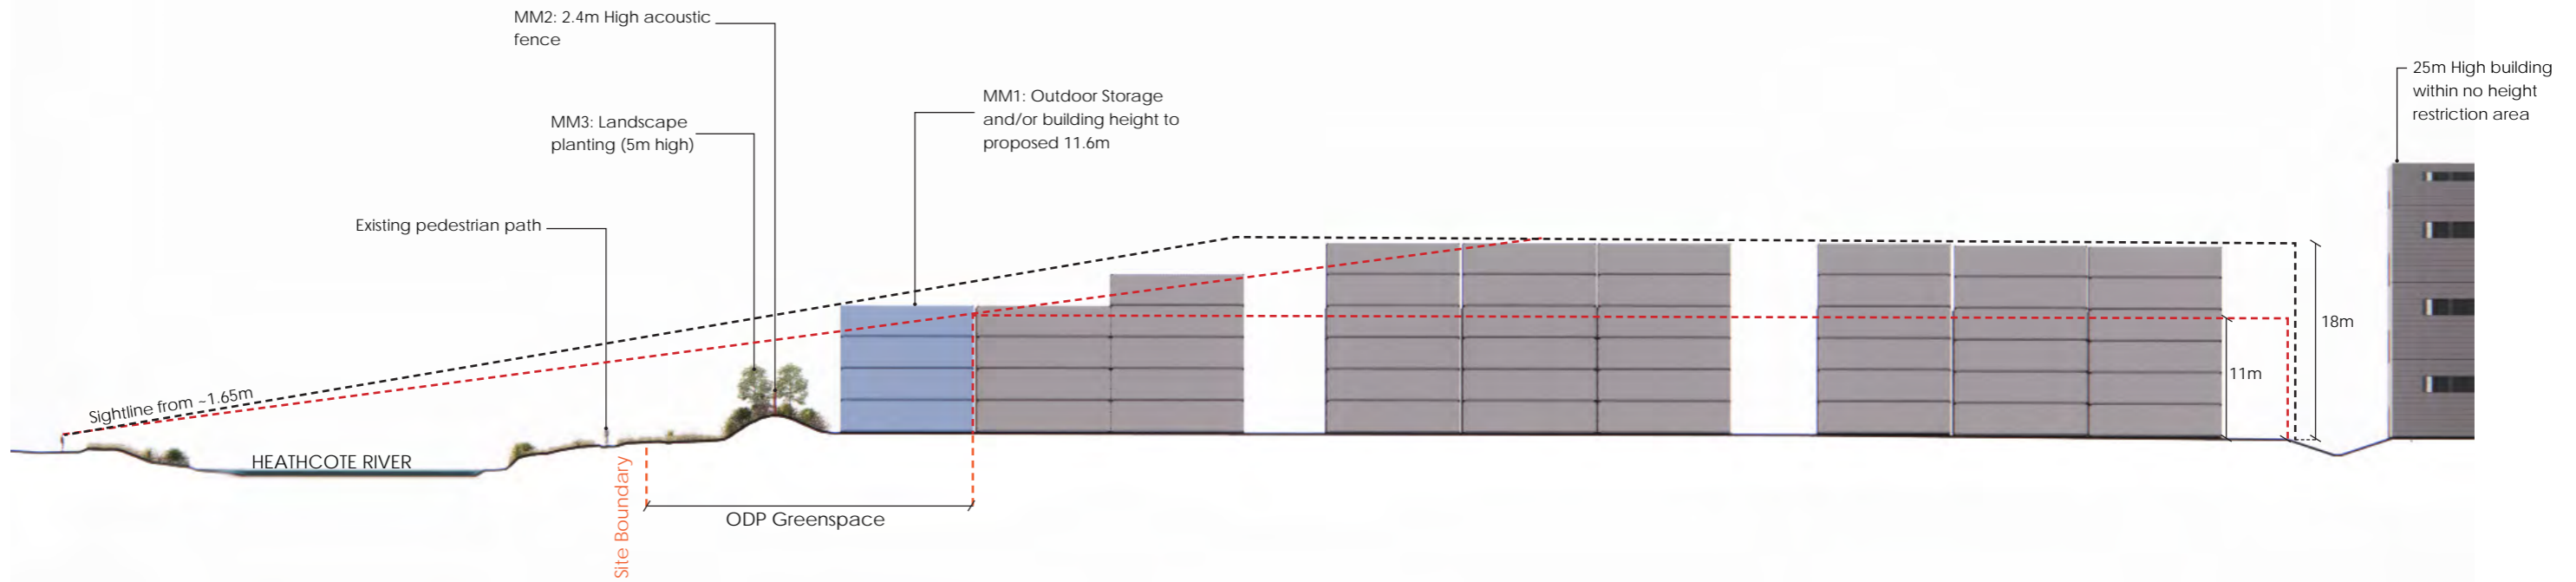 MM2: 2.4m High acoustic
fence
25m High building
within no height
restriction area
MM1: Outdoor Storage
and/or building height to
proposed 11.6m
MM3: Landscape
planting (5m high)
Existing pedestrian path
18m
11m
Sightline from ~1.65m
HEATHCOTE RIVER
Site Boundary
ODP Greenspace